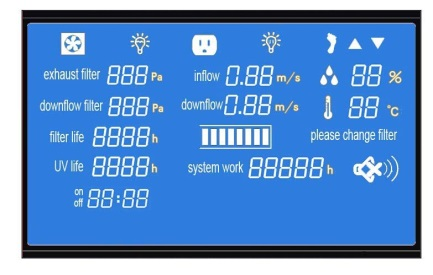 exhaust filter 888 Pa inflow 0.88 m/s 88 %
downflow filter 888 Pa downflow 0.88 m/s 88 °c
filter life 8888 h please change filter
UV life 8888 h system work 88888 h
on
off 88:88